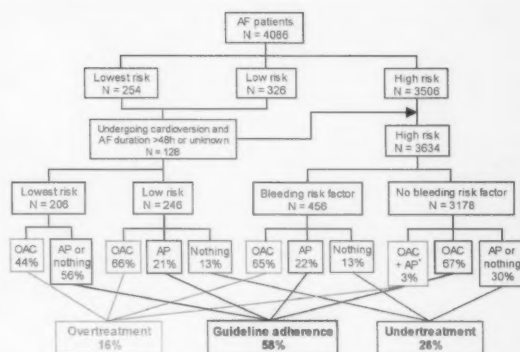 AF patients
N = 4086
Lowest risk
N = 254
Low risk
N = 326
High risk
N = 3506
Undergoing cardioversion and
AF duration >48h or unknown
N = 128
High risk
N = 3634
Lowest risk
N = 206
Low risk
N = 246
Bleeding risk factor
N = 456
No bleeding risk factor
N = 3178
OAC
44%
AP or
nothing
56%
OAC
66%
AP
21%
Nothing
13%
OAC
65%
AP
22%
Nothing
13%
OAC
+ AP*
3%
OAC
67%
AP or
nothing
30%
Overtreatment
16%
Guideline adherence
58%
Undertreatment
26%